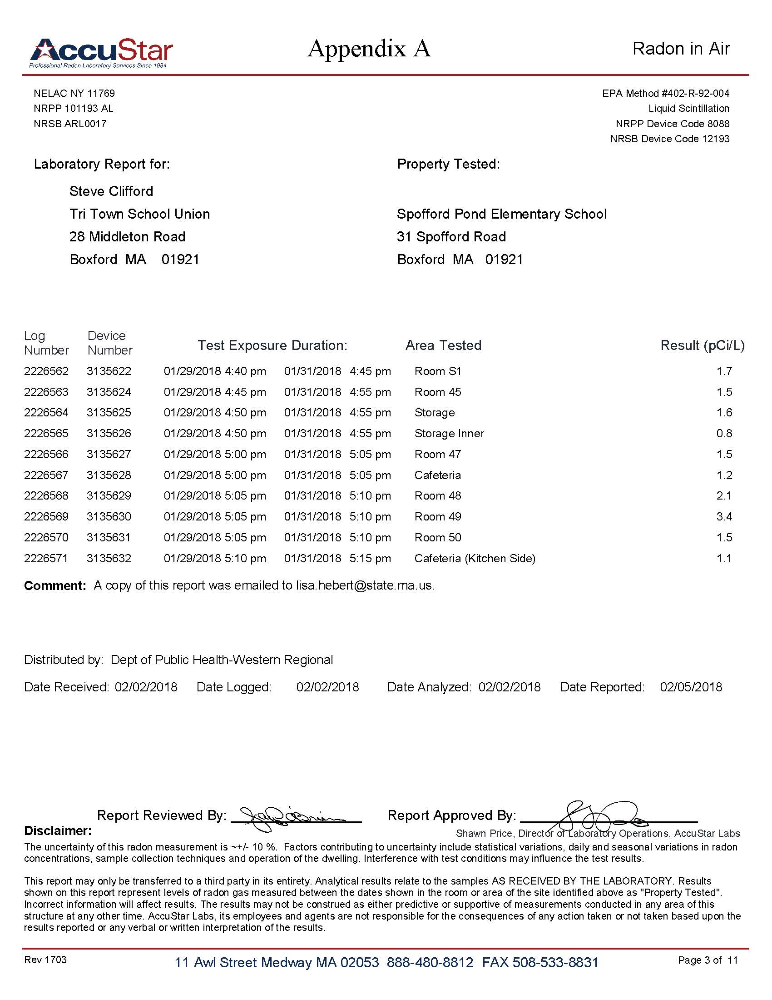 AccuStar
Professional Radon Laboratory Services Since 1984
Appendix A
Radon in Air
NELAC NY 11769
NRPP 101193 AL
NRSB ARL0017
EPA Method #402-R-92-004
Liquid Scintillation
NRPP Device Code 8088
NRSB Device Code 12193
Laboratory Report for:
Steve Clifford
Tri Town School Union
28 Middleton Road
Boxford MA 01921
Property Tested:
Spofford Pond Elementary School
31 Spofford Road
Boxford MA 01921
Log Number Device Number Test Exposure Duration: Area Tested Result (pCi/L)
2226562 3135622 01/29/2018 4:40 pm 01/31/2018 4:45 pm Room S1 1.7
2226563 3135624 01/29/2018 4:45 pm 01/31/2018 4:55 pm Room 45 1.5
2226564 3135625 01/29/2018 4:50 pm 01/31/2018 4:55 pm Storage 1.6
2226565 3135626 01/29/2018 4:50 pm 01/31/2018 4:55 pm Storage Inner 0.8
2226566 3135627 01/29/2018 5:00 pm 01/31/2018 5:05 pm Room 47 1.5
2226567 3135628 01/29/2018 5:00 pm 01/31/2018 5:05 pm Cafeteria 1.2
2226568 3135629 01/29/2018 5:05 pm 01/31/2018 5:10 pm Room 48 2.1
2226569 3135630 01/29/2018 5:05 pm 01/31/2018 5:10 pm Room 49 3.4
2226570 3135631 01/29/2018 5:05 pm 01/31/2018 5:10 pm Room 50 1.5
2226571 3135632 01/29/2018 5:10 pm 01/31/2018 5:15 pm Cafeteria (Kitchen Side) 1.1
Comment: A copy of this report was emailed to lisa.hebert@state.ma.us.
Distributed by: Dept of Public Health-Western Regional
Date Received: 02/02/2018 Date Logged: 02/02/2018 Date Analyzed: 02/02/2018 Date Reported: 02/05/2018
Report Reviewed By: Report Approved By:
Disclaimer:
Shawn Price, Director of Laboratory Operations, AccuStar Labs
The uncertainty of this radon measurement is ~+/- 10 %. Factors contributing to uncertainty include statistical variations, daily and seasonal variations in radon
concentrations, sample collection techniques and operation of the dwelling. Interference with test conditions may influence the test results.
This report may only be transferred to a third party in its entirety. Analytical results relate to the samples AS RECEIVED BY THE LABORATORY. Results
shown on this report represent levels of radon gas measured between the dates shown in the room or area of the site identified above as "Property Tested".
Incorrect information will affect results. The results may not be construed as either predictive or supportive of measurements conducted in any area of this
structure at any other time. AccuStar Labs, its employees and agents are not responsible for the consequences of any action taken or not taken based upon the
results reported or any verbal or written interpretation of the results.
Rev 1703
11 Awl Street Medway MA 02053 888-480-8812 FAX 508-533-8831
Page 3 of 11